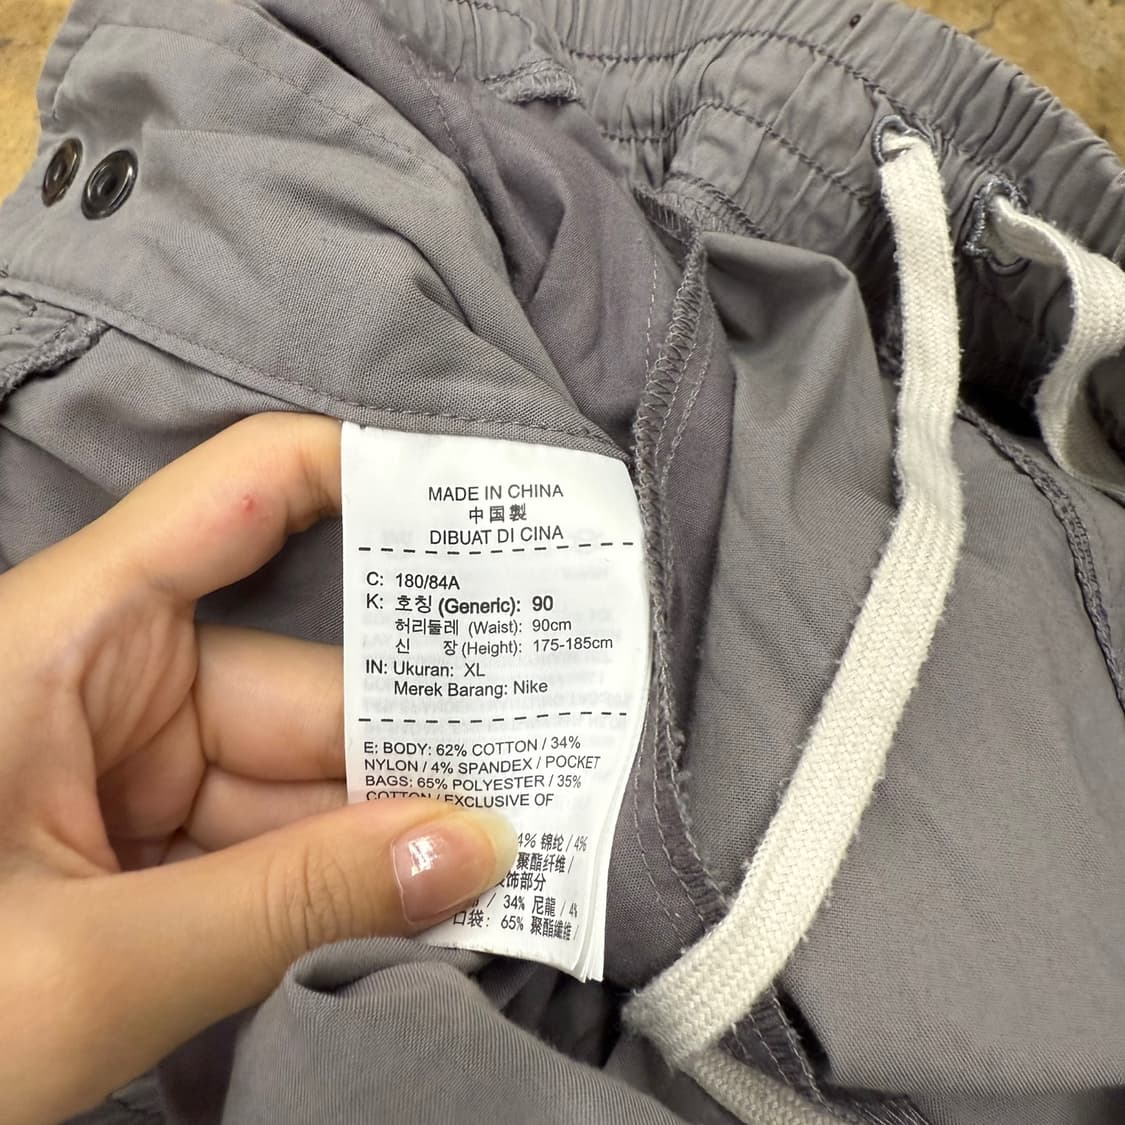 MADE IN CHINA
中国製
DIBUAT DI CINA
C: 180/84A
K: 호칭 (Generic): 90
허리둘레 (Waist): 90cm
신 장 (Height): 175-185cm
IN: Ukuran: XL
Merek Barang: Nike
E: BODY: 62% COTTON / 34%
NYLON / 4% SPANDEX / POCKET
BAGS: 65% POLYESTER / 35%
COTTON / EXCLUSIVE OF
4% 锦纶 / 4%
聚酯纤维 /
饰部分
/ 34% 尼龍 / 4%
口袋: 65% 聚酯纖維 /